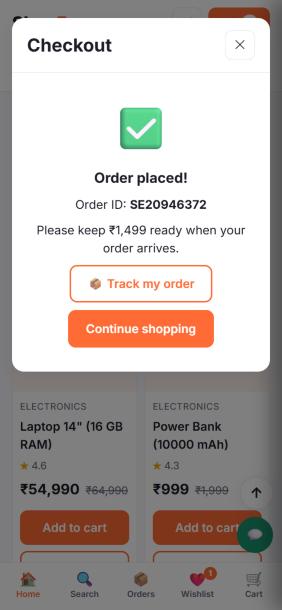 Checkout
Order placed!
Order ID: SE20946372
Please keep ₹1,499 ready when your
order arrives.
Track my order
Continue shopping
ELECTRONICS
Laptop 14" (16 GB
RAM)
★ 4.6
₹54,990 ₹64,990
Add to cart
ELECTRONICS
Power Bank
(10000 mAh)
★ 4.3
₹999 ₹1,999
Add to cart
Home
Search
Orders
1
Wishlist
Cart